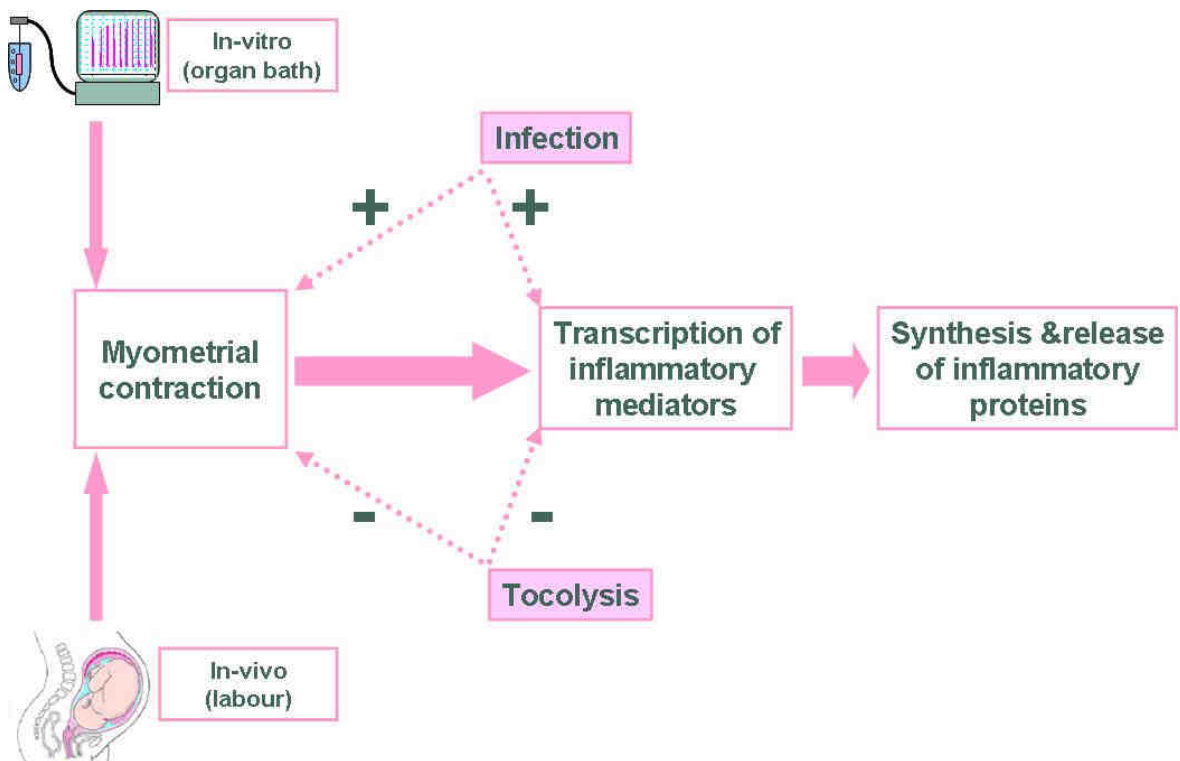 In-vitro
(organ bath)
Infection
+
+
Myometrial
contraction
Transcription of
inflammatory
mediators
Synthesis &release
of inflammatory
proteins
-
-
Tocolysis
In-vivo
(labour)